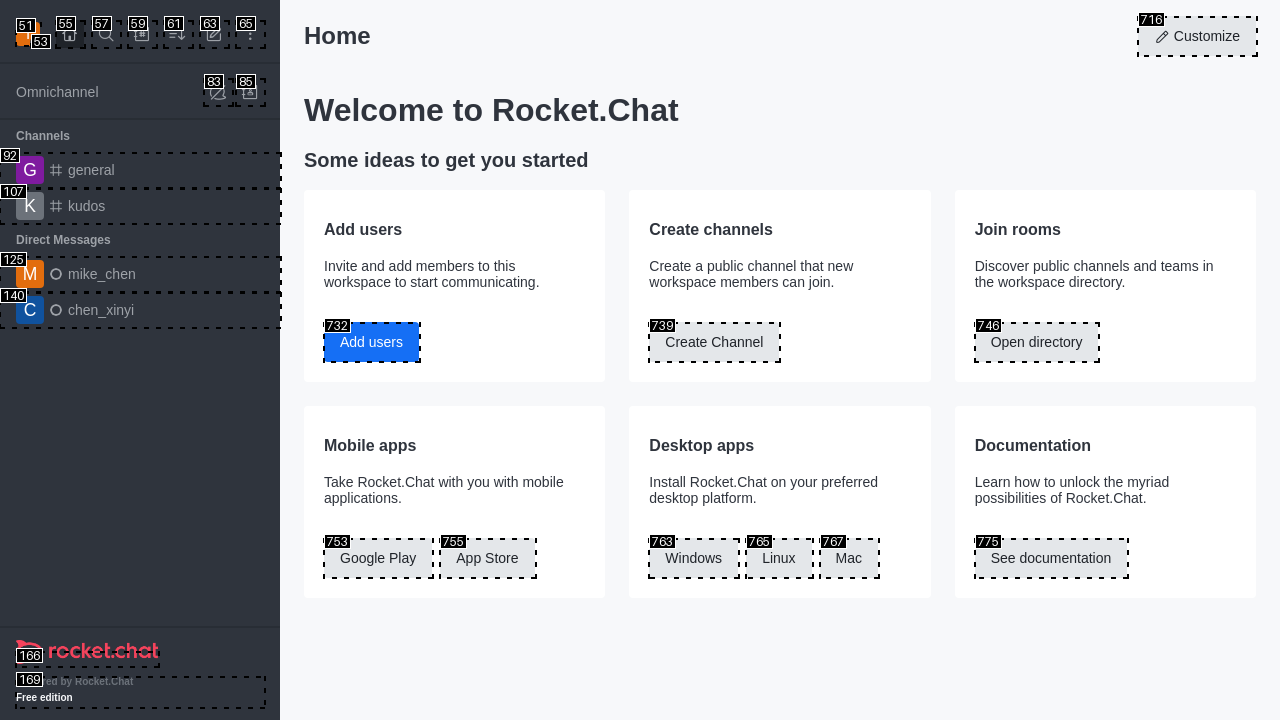 51
53
55
57
59
61
63
65
Home
716
Customize
Omnichannel
83
85
Welcome to Rocket.Chat
Channels
92
G
general
107
K
kudos
Direct Messages
125
M
mike_chen
140
C
chen_xinyi
Some ideas to get you started
Add users
Invite and add members to this
workspace to start communicating.
732
Add users
Create channels
Create a public channel that new
workspace members can join.
739
Create Channel
Join rooms
Discover public channels and teams in
the workspace directory.
746
Open directory
Mobile apps
Take Rocket.Chat with you with mobile
applications.
753
Google Play
755
App Store
Desktop apps
Install Rocket.Chat on your preferred
desktop platform.
763
Windows
765
Linux
767
Mac
Documentation
Learn how to unlock the myriad
possibilities of Rocket.Chat.
775
See documentation
166
rocket.chat
169
by Rocket.Chat
Free edition